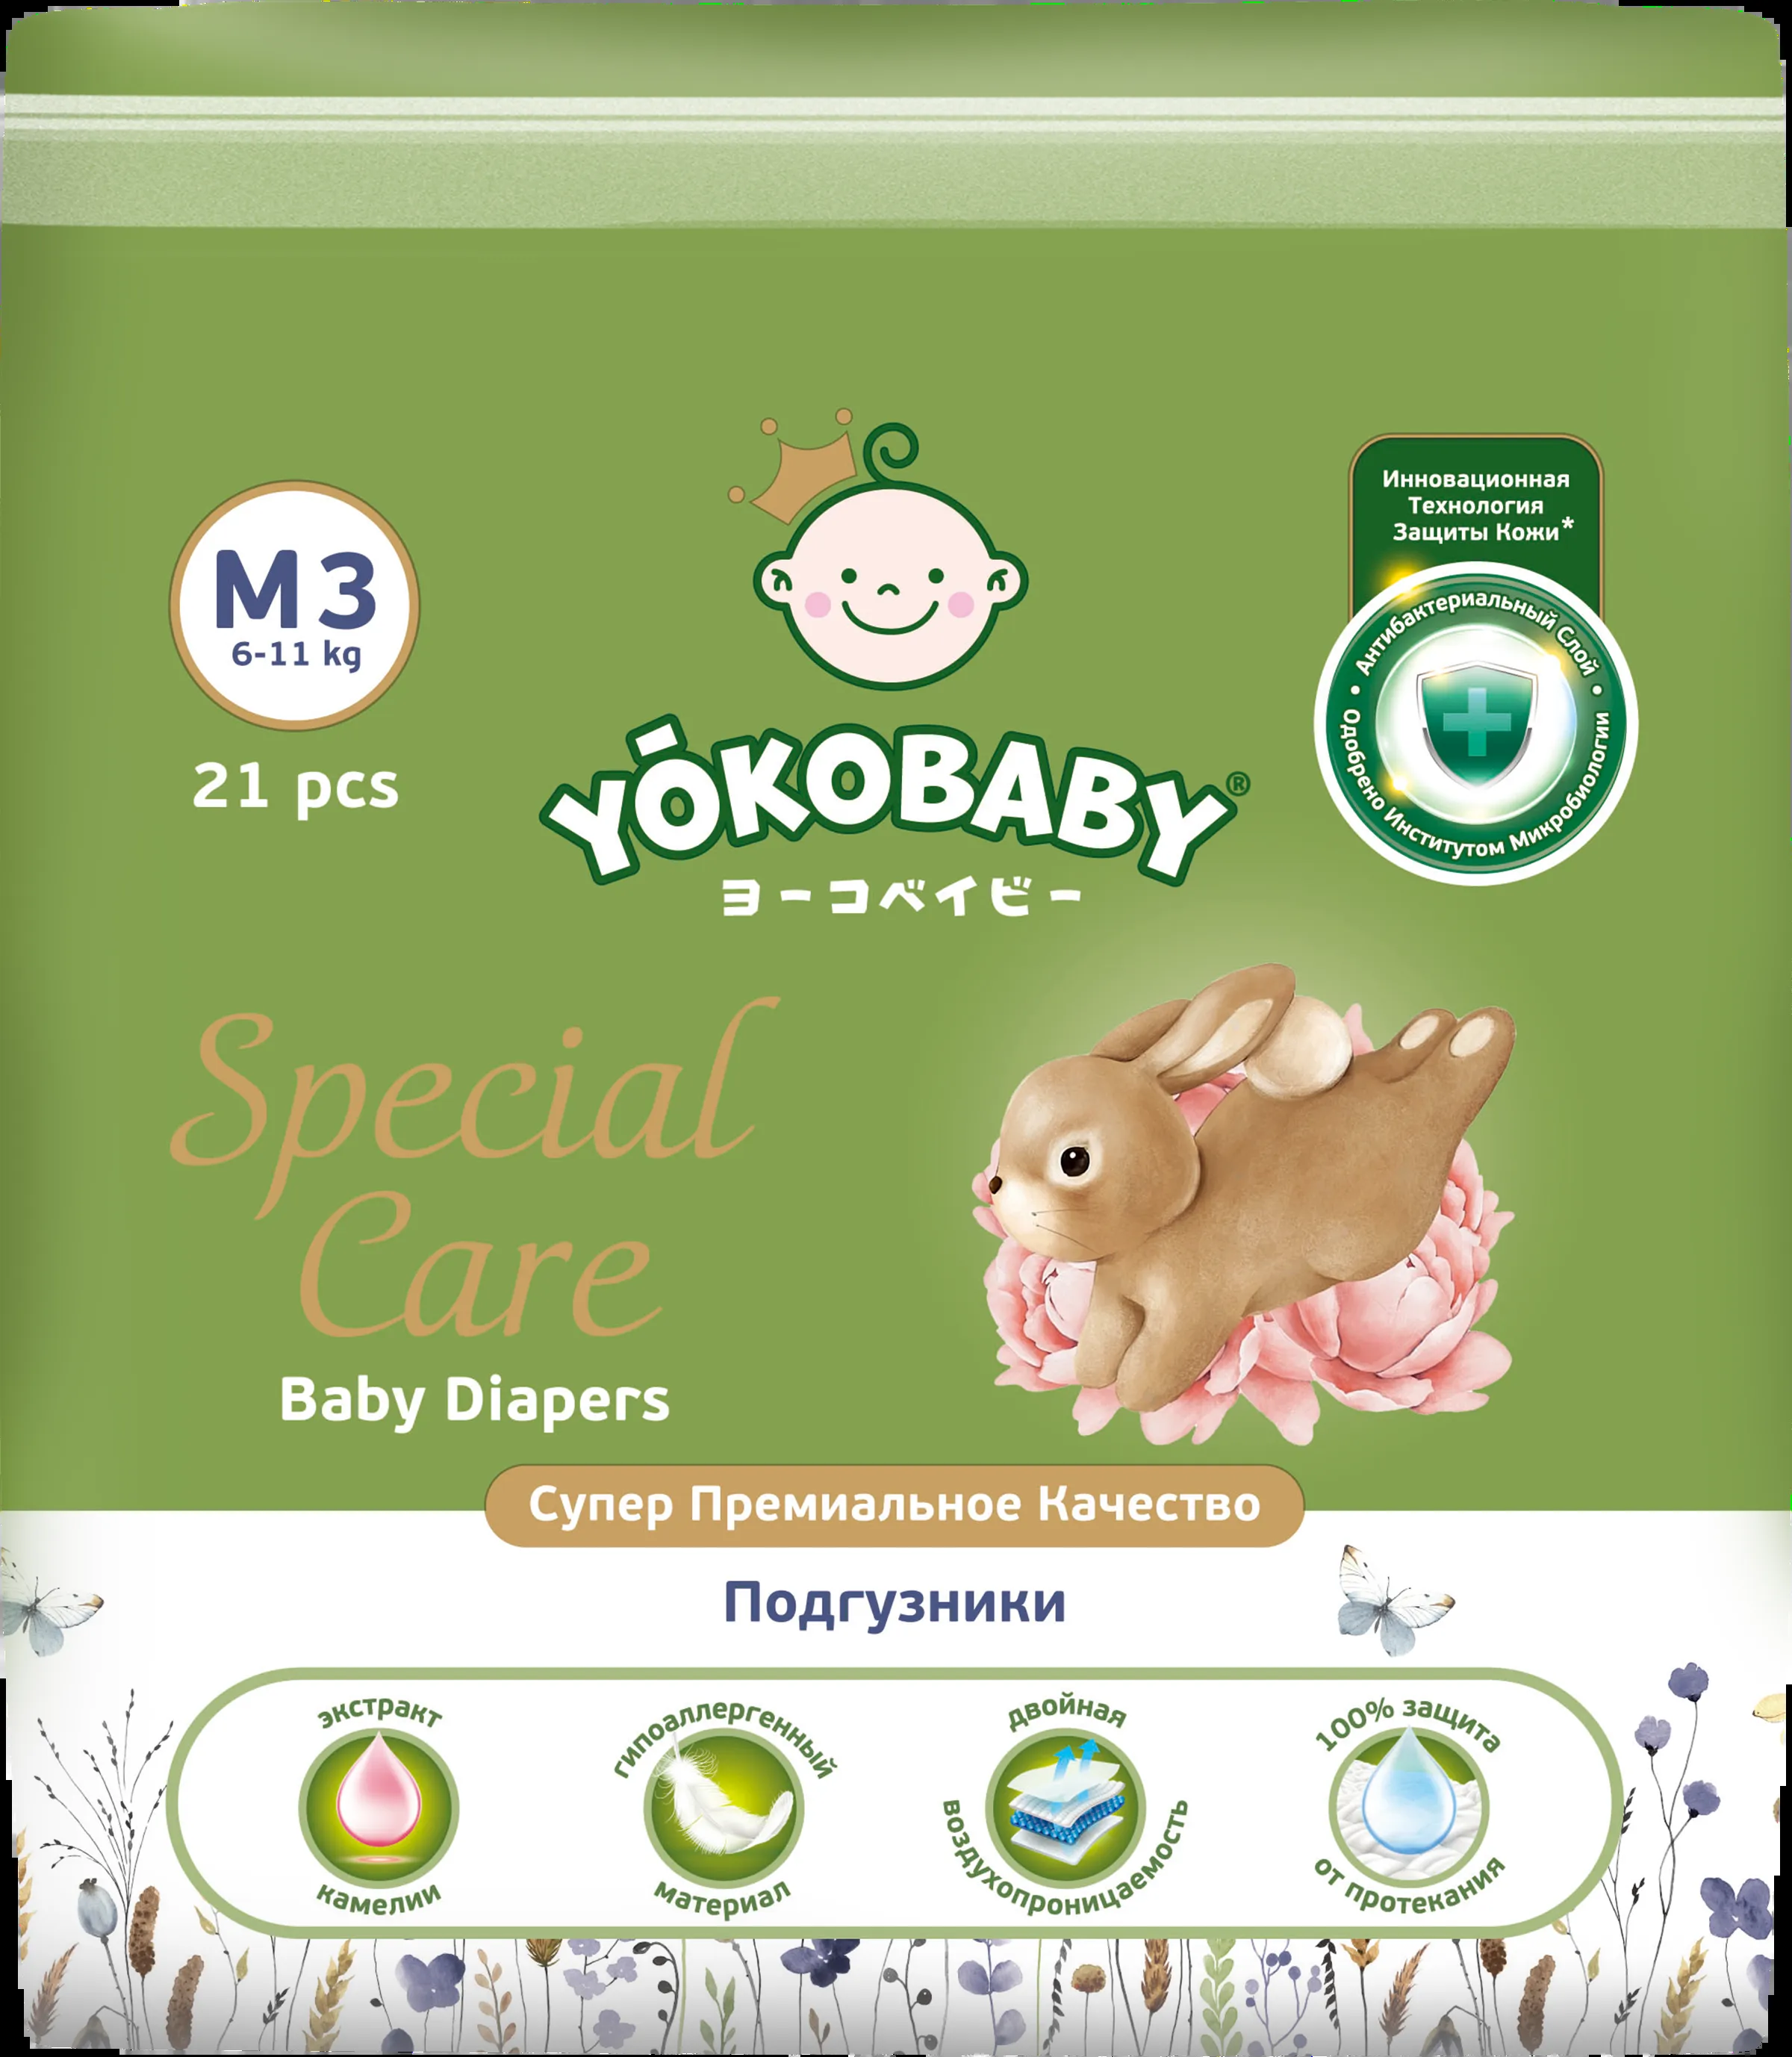 M 3
6-11 kg
21 pcs
YŌKOBABY®
ヨーコベイビー
Инновационная
Технология
Защиты Кожи*
• Антибактериальный Слой •
Одобрено Институтом Микробиологии
Special
Care
Baby Diapers
Супер Премиальное Качество
Подгузники
экстракт
камелии
гипоаллергенный
материал
двойная
воздухопроницаемость
100% защита
от протекания